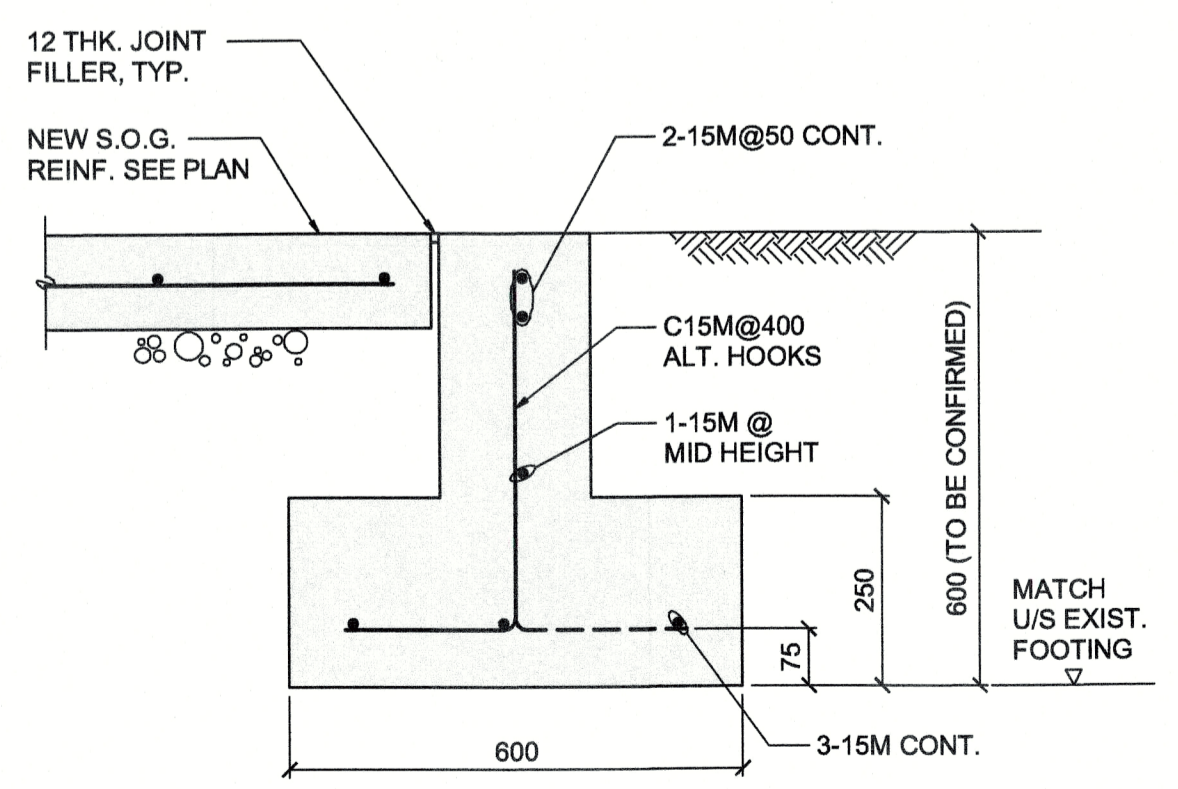 12 THK. JOINT
FILLER, TYP.
NEW S.O.G.
REINF. SEE PLAN
2-15M@50 CONT.
C15M@400
ALT. HOOKS
1-15M @
MID HEIGHT
600 (TO BE CONFIRMED)
250
75
MATCH
U/S EXIST.
FOOTING
600
3-15M CONT.